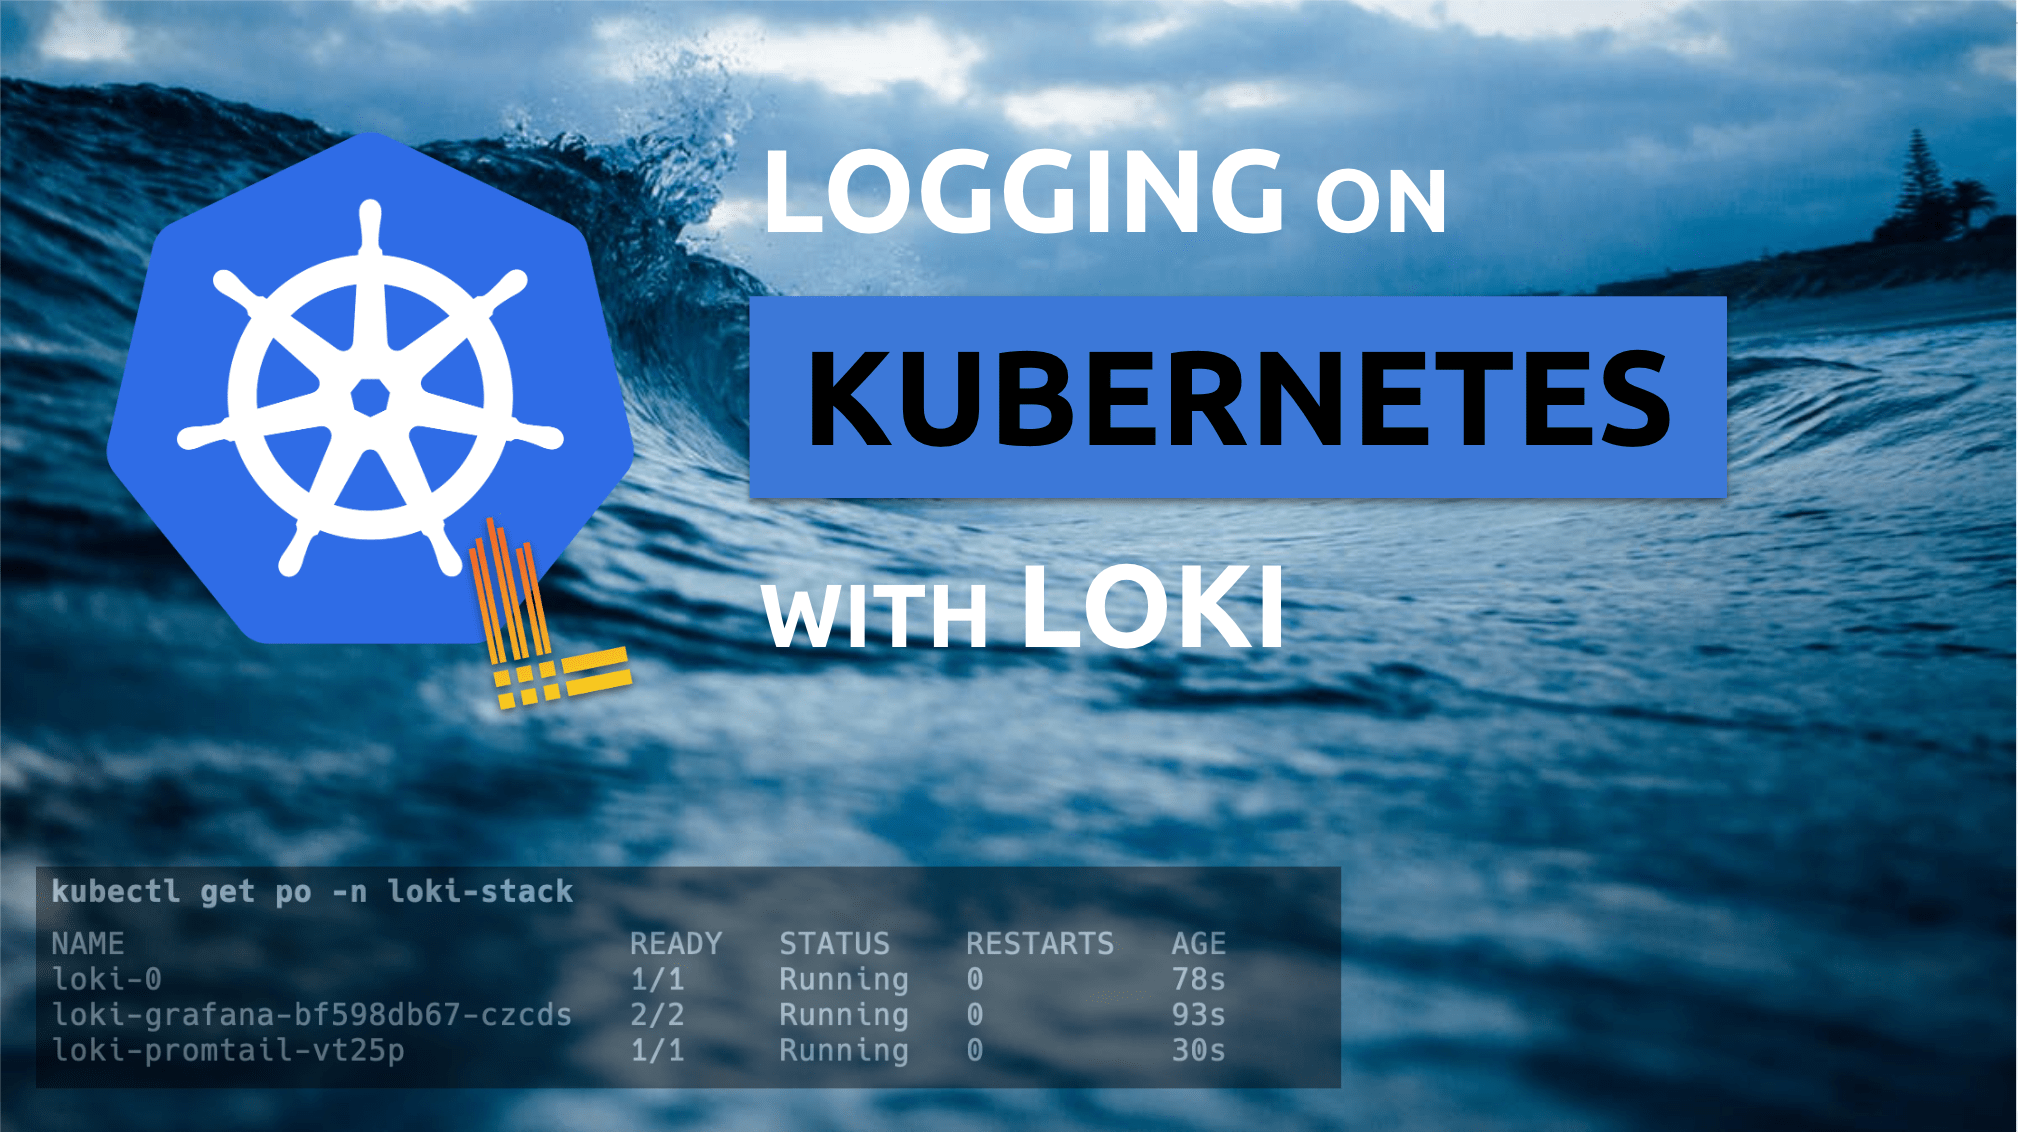 LOGGING ON
KUBERNETES
WITH LOKI
kubectl get po -n loki-stack
NAME READY STATUS RESTARTS AGE
loki-0 1/1 Running 0 78s
loki-grafana-bf598db67-czcds 2/2 Running 0 93s
loki-promtail-vt25p 1/1 Running 0 30s